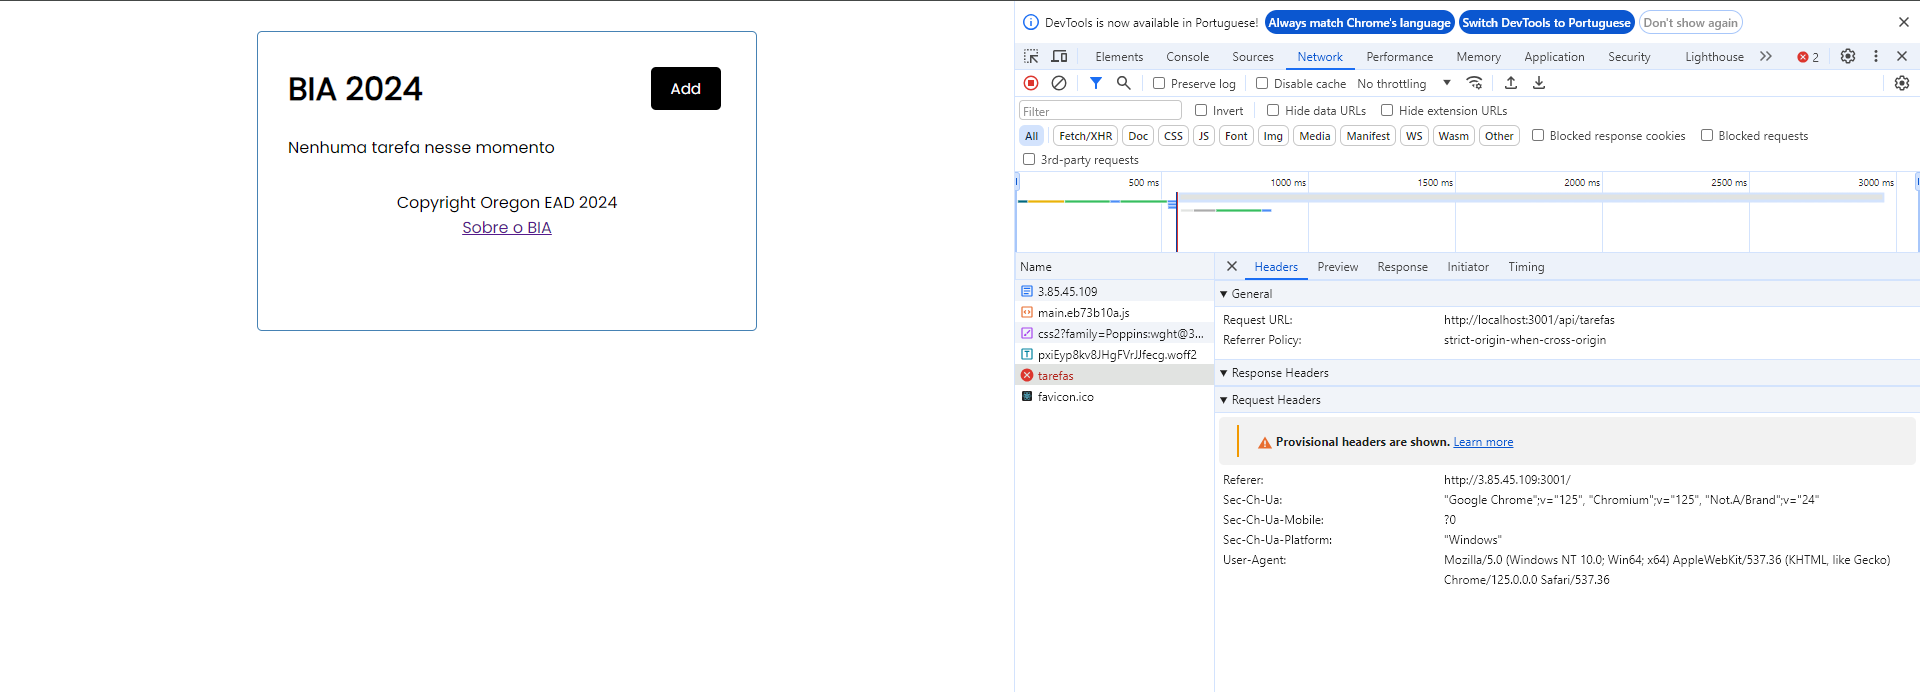 BIA 2024
Add
Nenhuma tarefa nesse momento
Copyright Oregon EAD 2024
Sobre o BIA
DevTools is now available in Portuguese! Always match Chrome's language Switch DevTools to Portuguese Don't show again
Elements Console Sources Network Performance Memory Application Security Lighthouse 2
Preserve log Disable cache No throttling
Filter Invert Hide data URLs Hide extension URLs
All Fetch/XHR Doc CSS JS Font Img Media Manifest WS Wasm Other Blocked response cookies Blocked requests
3rd-party requests
500 ms 1000 ms 1500 ms 2000 ms 2500 ms 3000 ms
Name
3.85.45.109
main.eb73b10a.js
css2?family=Poppins:wght@3...
pxiEyp8kv8JHgFVrJJfecg.woff2
tarefas
favicon.ico
Headers Preview Response Initiator Timing
General
Request URL: http://localhost:3001/api/tarefas
Referrer Policy: strict-origin-when-cross-origin
Response Headers
Request Headers
Provisional headers are shown. Learn more
Referer: http://3.85.45.109:3001/
Sec-Ch-Ua: "Google Chrome";v="125", "Chromium";v="125", "Not.A/Brand";v="24"
Sec-Ch-Ua-Mobile: ?0
Sec-Ch-Ua-Platform: "Windows"
User-Agent: Mozilla/5.0 (Windows NT 10.0; Win64; x64) AppleWebKit/537.36 (KHTML, like Gecko)
Chrome/125.0.0.0 Safari/537.36